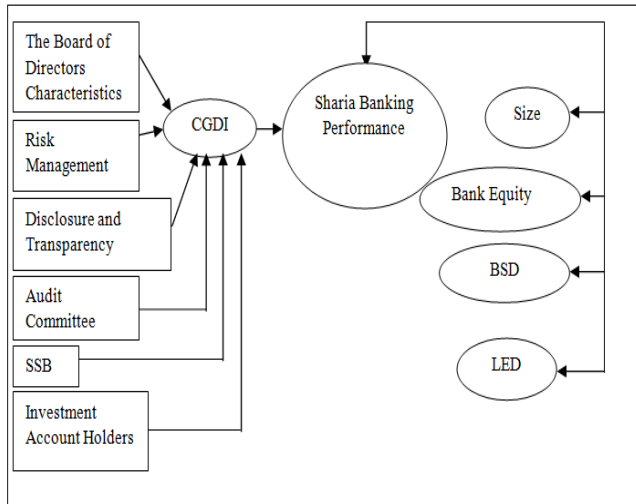 The Board of
Directors
Characteristics
Risk
Management
Disclosure and
Transparency
Audit
Committee
SSB
Investment
Account Holders
CGDI
Sharia Banking
Performance
Size
Bank Equity
BSD
LED